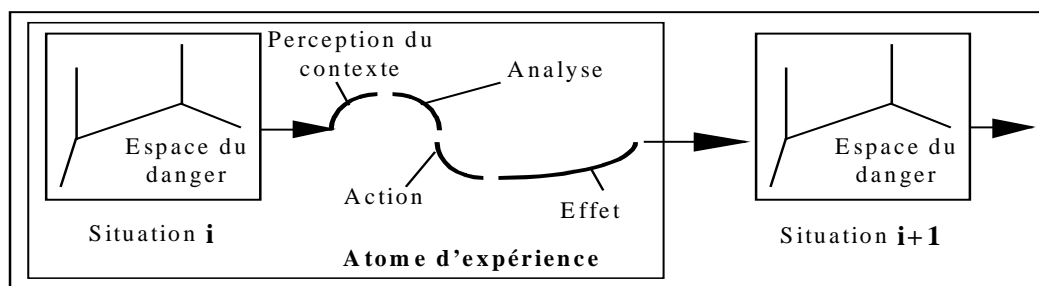 Perception du
contexte
Analyse
Espace du
danger
Action
Effet
Situation i
Atome d'expérience
Espace du
danger
Situation i+1